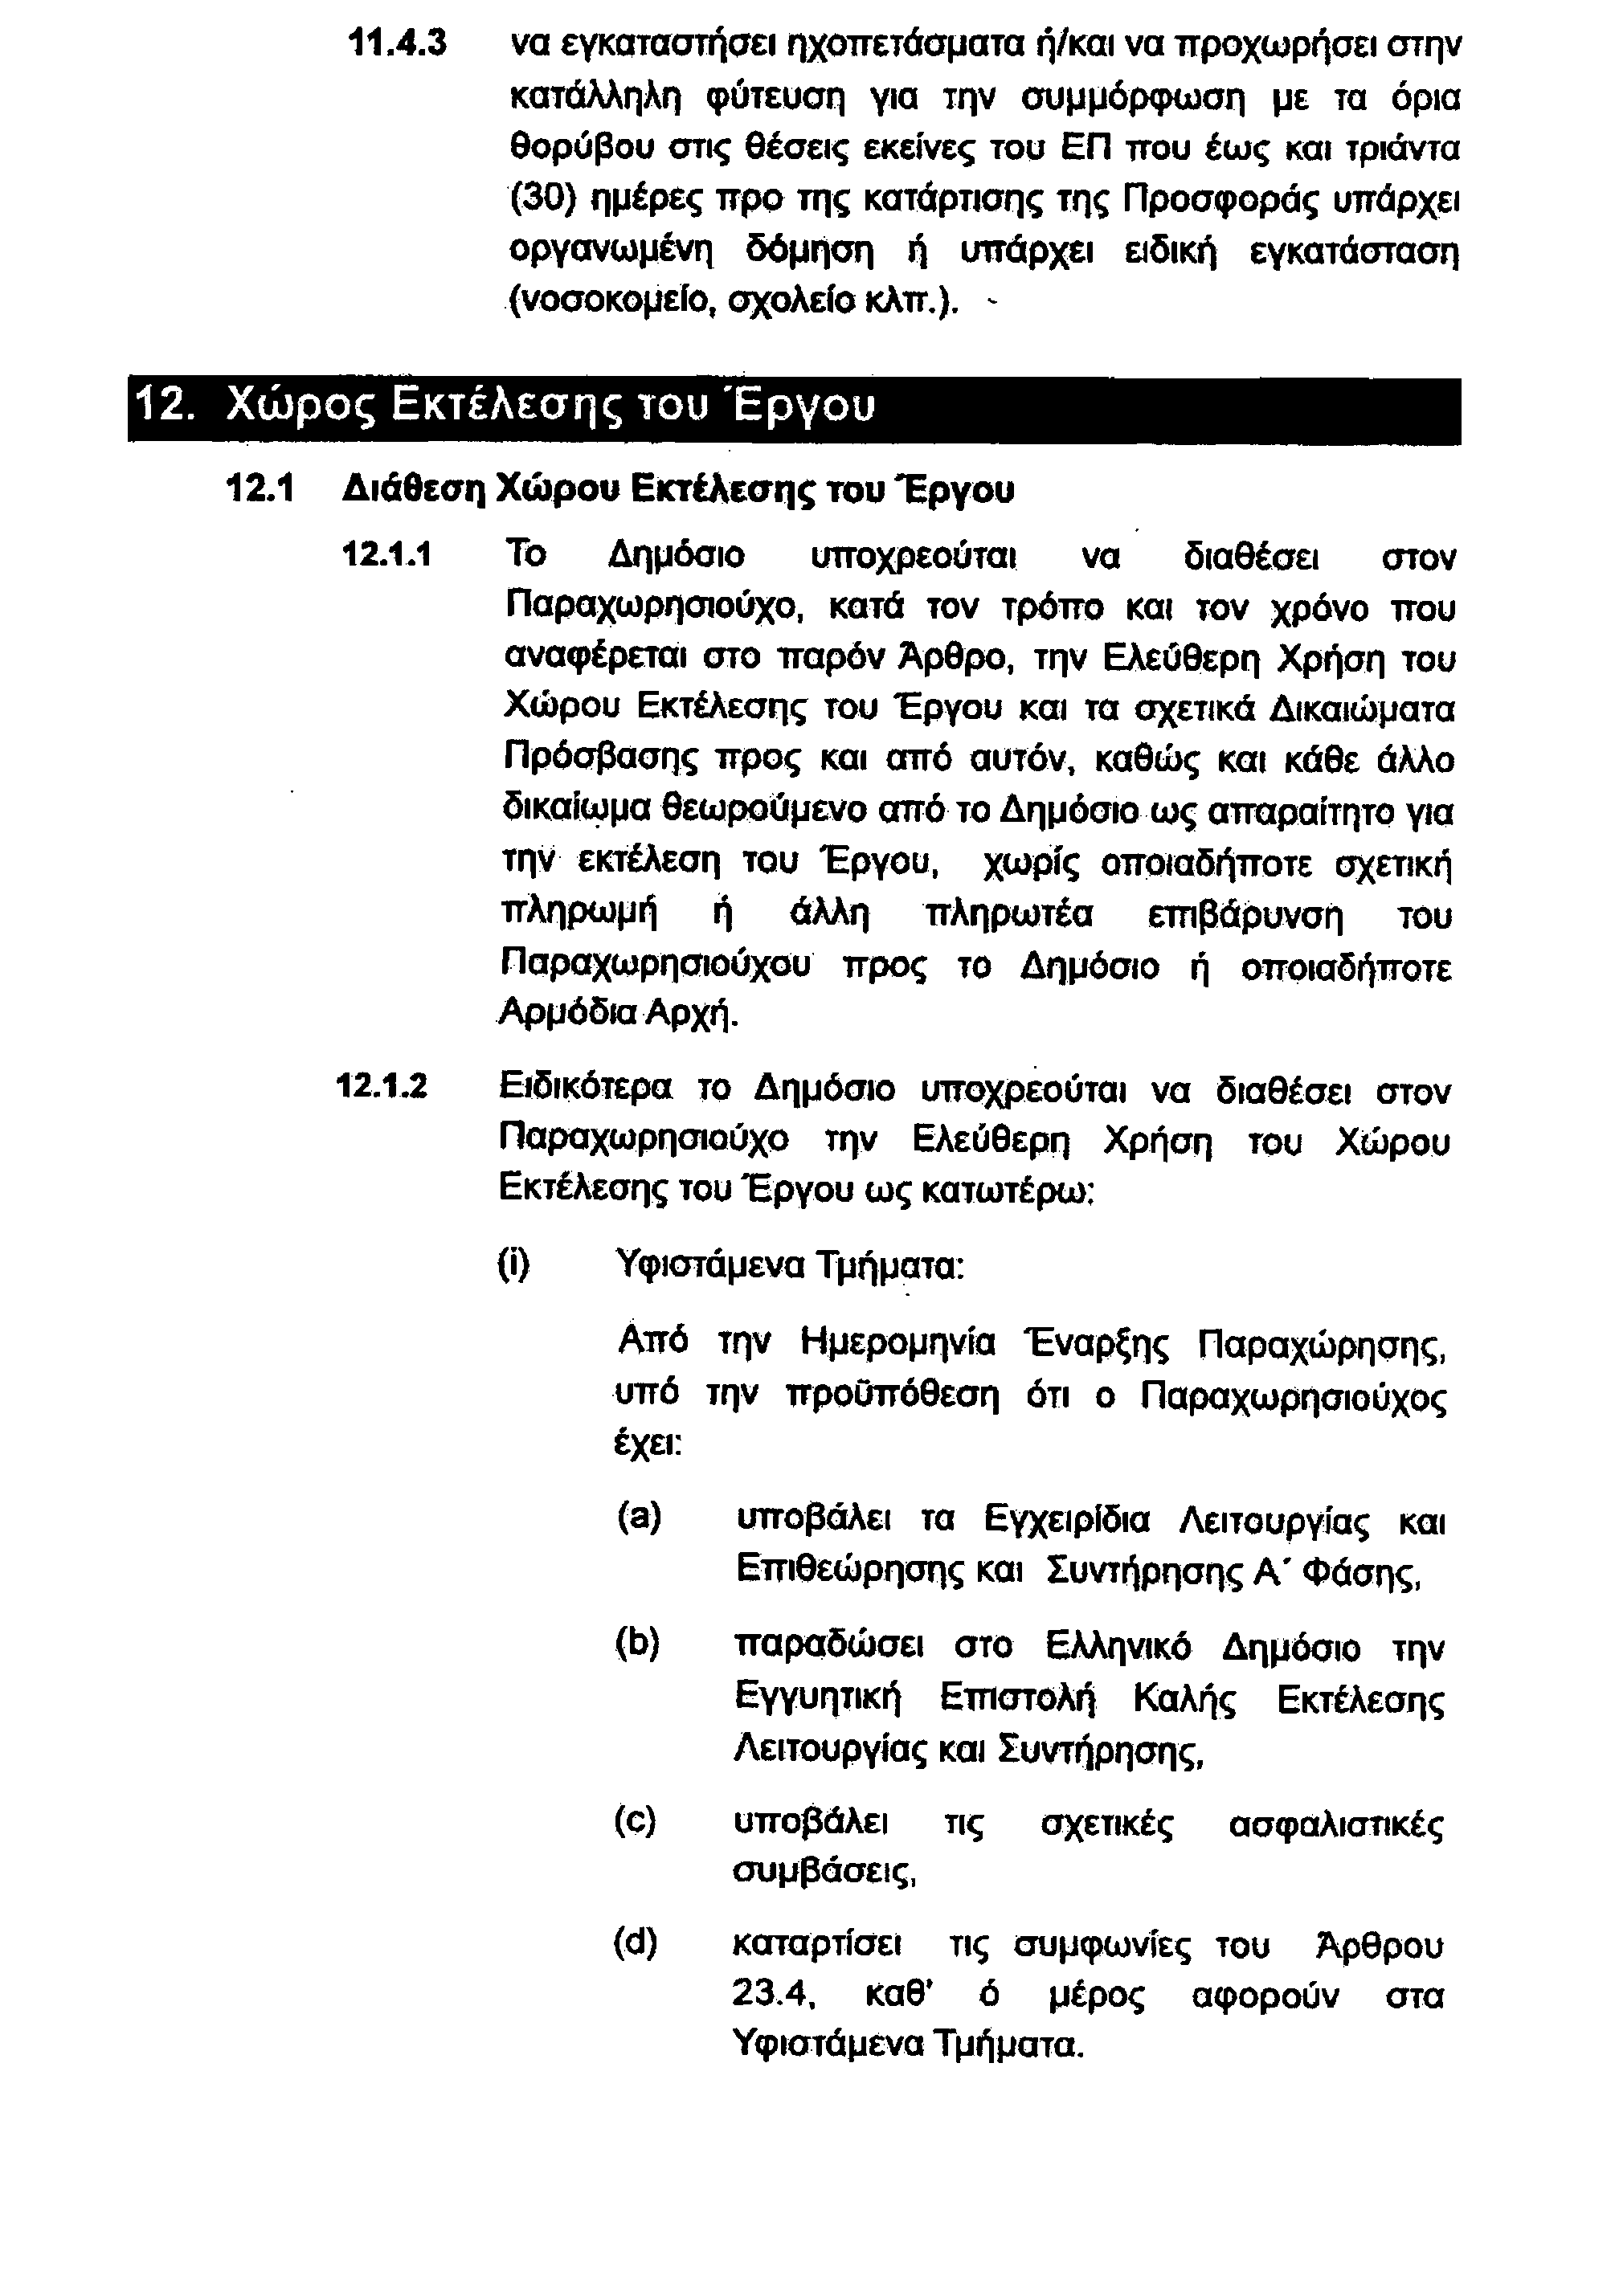 11.4.3 να εγκαταστήσει ηχοπετάσματα ή/και να προχωρήσει στην
κατάλληλη φύτευση για την συμμόρφωση με τα όρια
θορύβου στις θέσεις εκείνες του ΕΠ που έως και τριάντα
(30) ημέρες προ της κατάρτισης της Προσφοράς υπάρχει
οργανωμένη δόμηση ή υπάρχει ειδική εγκατάσταση
(νοσοκομείο, σχολείο κλπ.).
12. Χώρος Εκτέλεσης του Έργου
12.1 Διάθεση Χώρου Εκτέλεσης του Έργου
12.1.1 Το Δημόσιο υποχρεούται να διαθέσει στον
Παραχωρησιούχο, κατά τον τρόπο και τον χρόνο που
αναφέρεται στο παρόν Άρθρο, την Ελεύθερη Χρήση του
Χώρου Εκτέλεσης του Έργου και τα σχετικά Δικαιώματα
Πρόσβασης προς και από αυτόν, καθώς και κάθε άλλο
δικαίωμα θεωρούμενο από το Δημόσιο ως απαραίτητο για
την εκτέλεση του Έργου, χωρίς οποιαδήποτε σχετική
πληρωμή ή άλλη πληρωτέα επιβάρυνση του
Παραχωρησιούχου προς το Δημόσιο ή οποιαδήποτε
Αρμόδια Αρχή.
12.1.2 Ειδικότερα το Δημόσιο υποχρεούται να διαθέσει στον
Παραχωρησιούχο την Ελεύθερη Χρήση του Χώρου
Εκτέλεσης του Έργου ως κατωτέρω:
(i) Υφιστάμενα Τμήματα:
Από την Ημερομηνία Έναρξης Παραχώρησης,
υπό την προϋπόθεση ότι ο Παραχωρησιούχος
έχει:
(a) υποβάλει τα Εγχειρίδια Λειτουργίας και
Επιθεώρησης και Συντήρησης Α΄ Φάσης,
(b) παραδώσει στο Ελληνικό Δημόσιο την
Εγγυητική Επιστολή Καλής Εκτέλεσης
Λειτουργίας και Συντήρησης,
(c) υποβάλει τις σχετικές ασφαλιστικές
συμβάσεις,
(d) καταρτίσει τις συμφωνίες του Άρθρου
23.4, καθ' ό μέρος αφορούν στα
Υφιστάμενα Τμήματα.